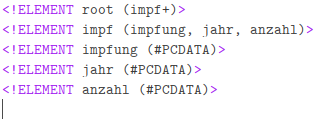 <!ELEMENT root (impf+)>
<!ELEMENT impf (impfung, jahr, anzahl)>
<!ELEMENT impfung (#PCDATA)>
<!ELEMENT jahr (#PCDATA)>
<!ELEMENT anzahl (#PCDATA)>